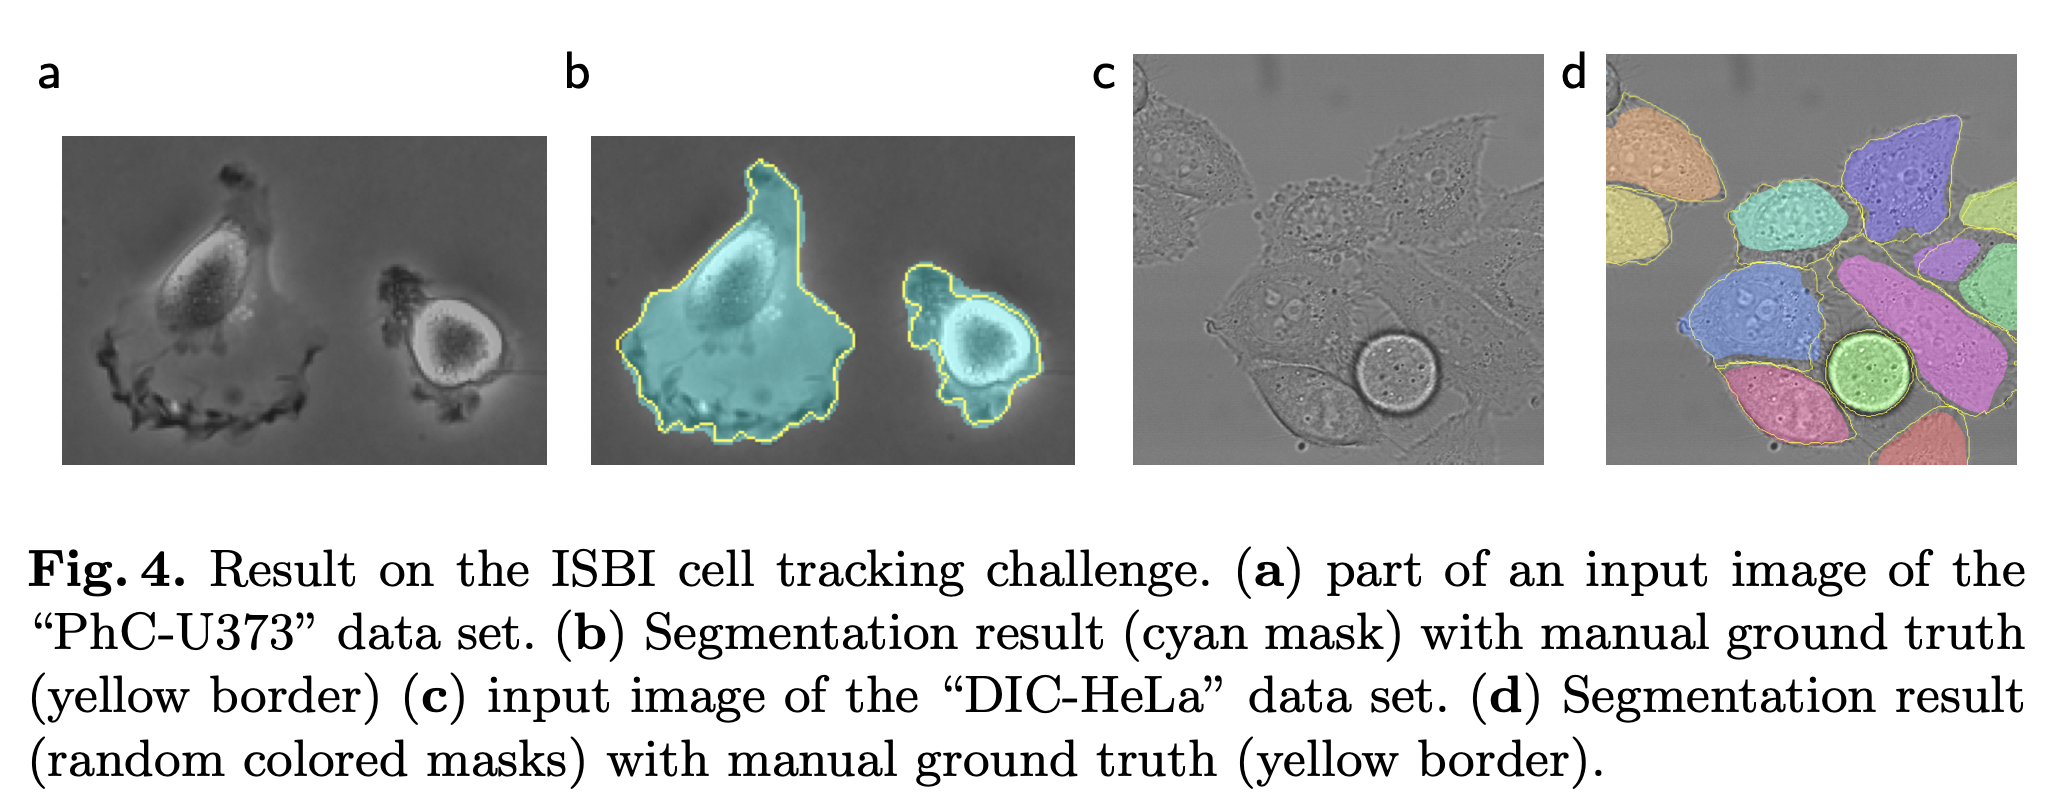 a b c d
Fig. 4. Result on the ISBI cell tracking challenge. (a) part of an input image of the
“PhC-U373” data set. (b) Segmentation result (cyan mask) with manual ground truth
(yellow border) (c) input image of the “DIC-HeLa” data set. (d) Segmentation result
(random colored masks) with manual ground truth (yellow border).